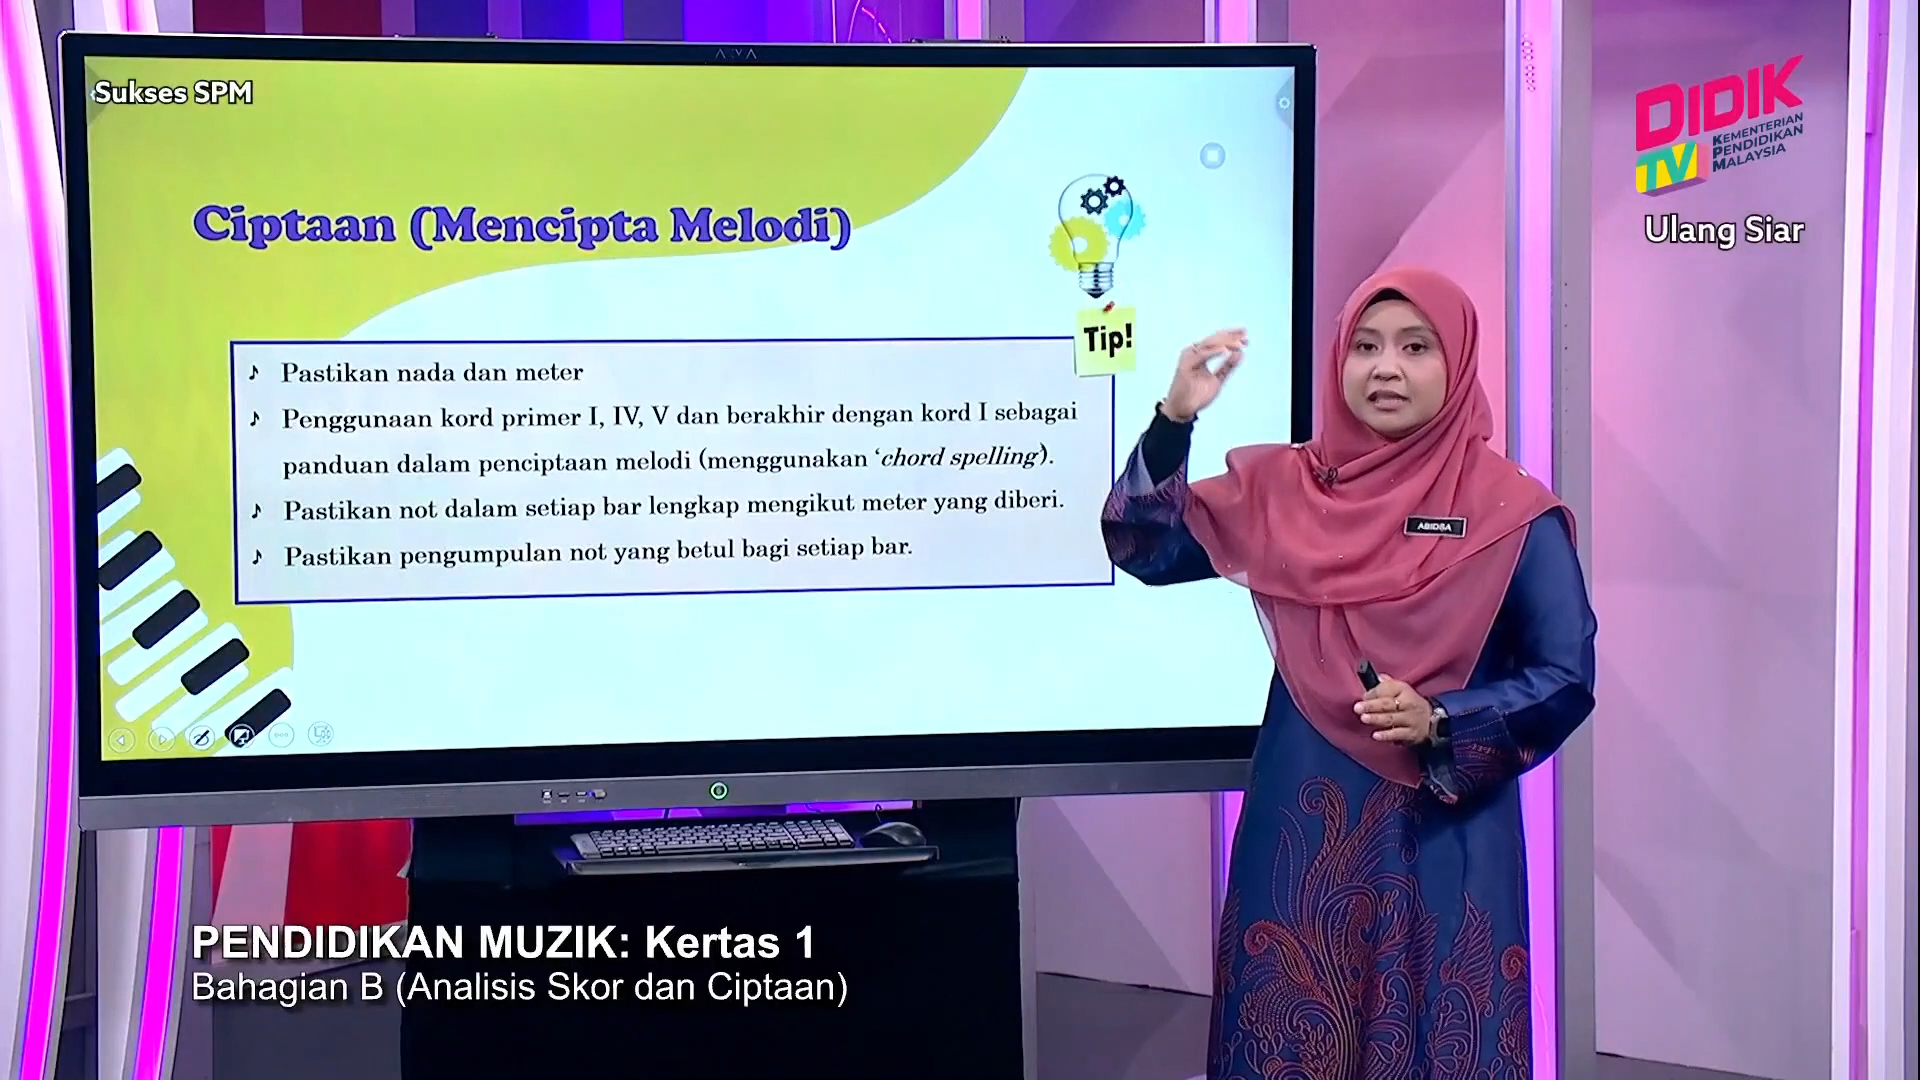 Sukses SPM
DIDIK
TV
KEMENTERIAN
PENDIDIKAN
MALAYSIA
Ulang Siar
Ciptaan (Mencipta Melodi)
Tip!
Pastikan nada dan meter
Penggunaan kord primer I, IV, V dan berakhir dengan kord I sebagai
panduan dalam penciptaan melodi (menggunakan ‘chord spelling’).
Pastikan not dalam setiap bar lengkap mengikut meter yang diberi.
Pastikan pengumpulan not yang betul bagi setiap bar.
PENDIDIKAN MUZIK: Kertas 1
Bahagian B (Analisis Skor dan Ciptaan)